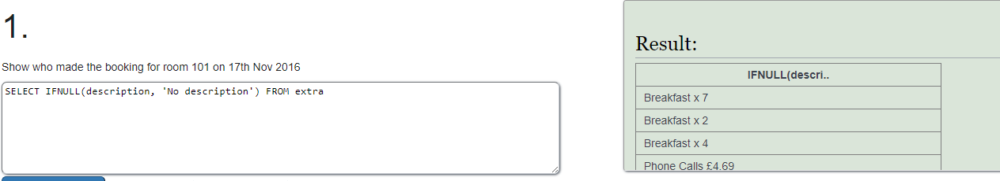 1.
Show who made the booking for room 101 on 17th Nov 2016
SELECT IFNULL(description, 'No description') FROM extra
Result:
IFNULL(descri..
Breakfast x 7
Breakfast x 2
Breakfast x 4
Phone Calls £4.69